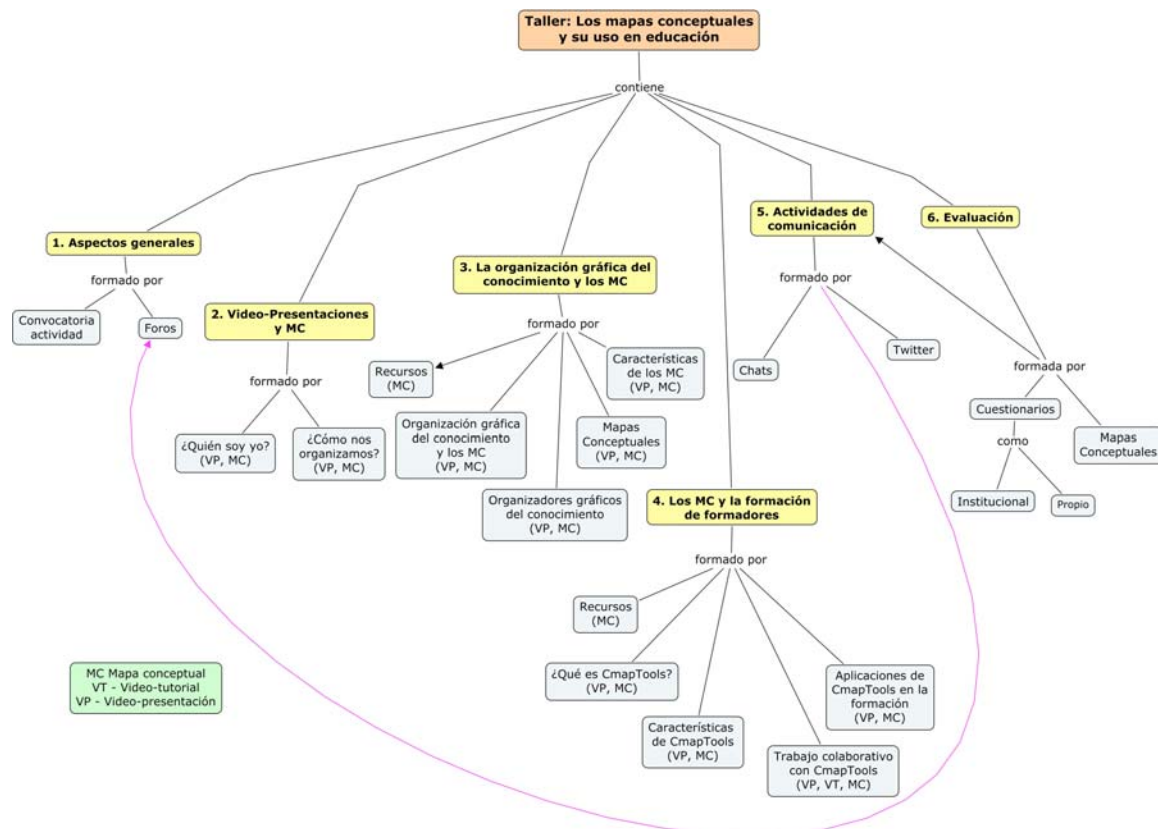 Taller: Los mapas conceptuales
y su uso en educación
contiene
1. Aspectos generales
formado por
Convocatoria
actividad
Foros
2. Video-Presentaciones
y MC
formado por
¿Quién soy yo?
(VP, MC)
¿Cómo nos
organizamos?
(VP, MC)
3. La organización gráfica del
conocimiento y los MC
formado por
Recursos
(MC)
Organización gráfica
del conocimiento
y los MC
(VP, MC)
Organizadores gráficos
del conocimiento
(VP, MC)
Mapas
Conceptuales
(VP, MC)
Características
de los MC
(VP, MC)
4. Los MC y la formación
de formadores
formado por
Recursos
(MC)
¿Qué es CmapTools?
(VP, MC)
Características
de CmapTools
(VP, MC)
Trabajo colaborativo
con CmapTools
(VP, VT, MC)
Aplicaciones de
CmapTools en la
formación
(VP, MC)
5. Actividades de
comunicación
formado por
Chats
Twitter
6. Evaluación
formada por
Cuestionarios
como
Institucional
Propio
Mapas
Conceptuales
MC Mapa conceptual
VT - Video-tutorial
VP - Video-presentación